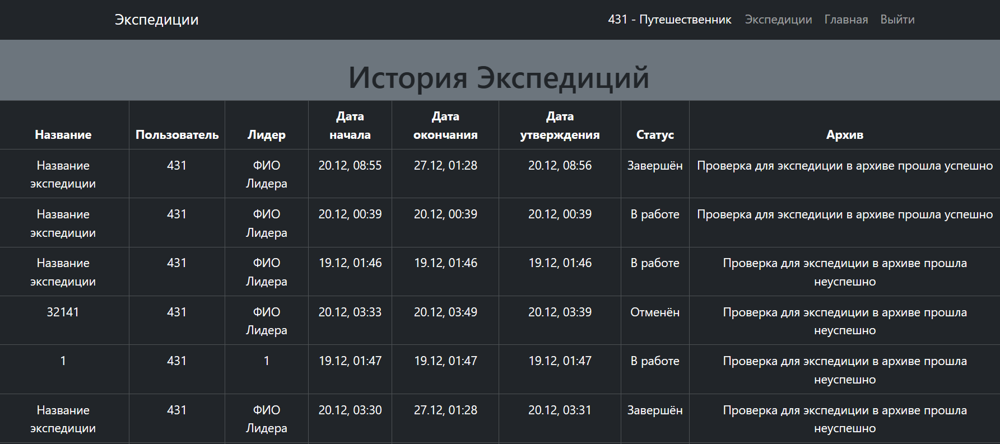 Экспедиции
431 - Путешественник Экспедиции Главная Выйти
История Экспедиций
Название Пользователь Лидер Дата начала Дата окончания Дата утверждения Статус Архив
Название экспедиции 431 ФИО Лидера 20.12, 08:55 27.12, 01:28 20.12, 08:56 Завершён Проверка для экспедиции в архиве прошла успешно
Название экспедиции 431 ФИО Лидера 20.12, 00:39 20.12, 00:39 20.12, 00:39 В работе Проверка для экспедиции в архиве прошла успешно
Название экспедиции 431 ФИО Лидера 19.12, 01:46 19.12, 01:46 19.12, 01:46 В работе Проверка для экспедиции в архиве прошла неуспешно
32141 431 ФИО Лидера 20.12, 03:33 20.12, 03:49 20.12, 03:39 Отменён Проверка для экспедиции в архиве прошла неуспешно
1 431 1 19.12, 01:47 19.12, 01:47 19.12, 01:47 В работе Проверка для экспедиции в архиве прошла неуспешно
Название экспедиции 431 ФИО Лидера 20.12, 03:30 27.12, 01:28 20.12, 03:31 Завершён Проверка для экспедиции в архиве прошла неуспешно